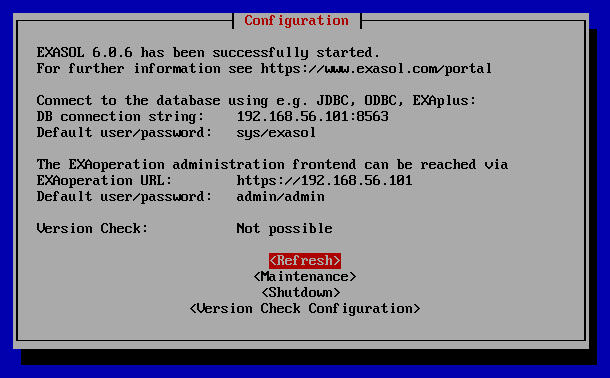 Configuration
EXASOL 6.0.6 has been successfully started.
For further information see https://www.exasol.com/portal
Connect to the database using e.g. JDBC, ODBC, EXAplus:
DB connection string: 192.168.56.101:8563
Default user/password: sys/exasol
The EXAoperation administration frontend can be reached via
EXAoperation URL: https://192.168.56.101
Default user/password: admin/admin
Version Check: Not possible
<Refresh>
<Maintenance>
<Shutdown>
<Version Check Configuration>